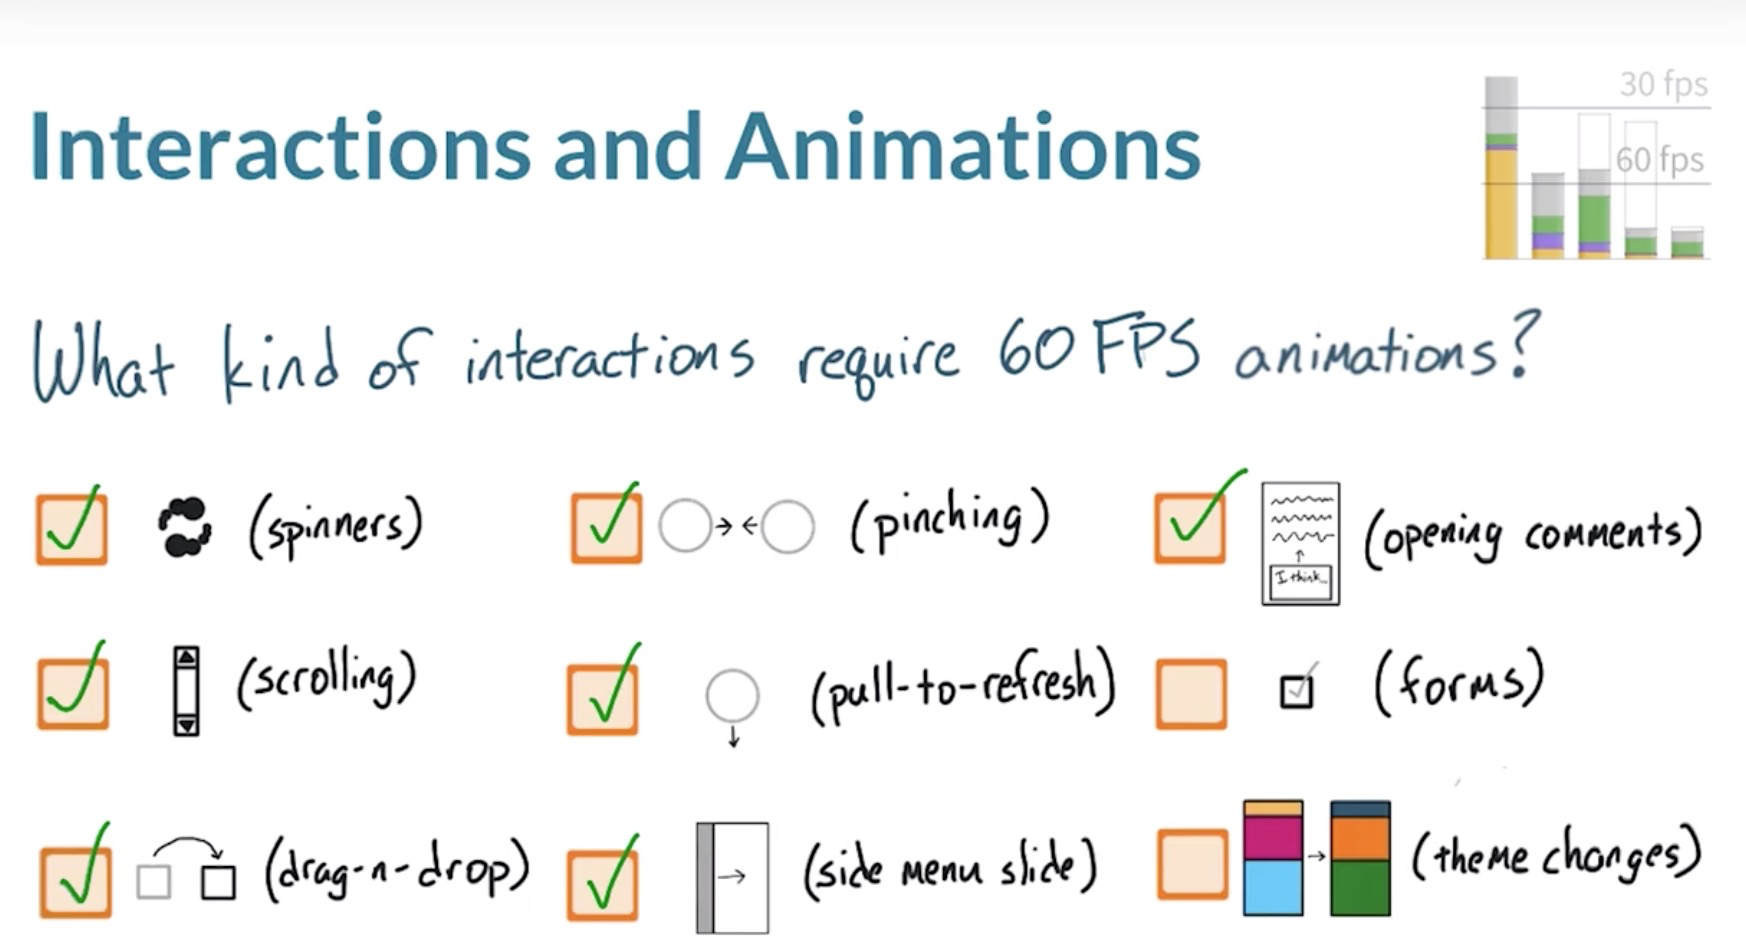 30 fps
Interactions and Animations
60 fps
What kind of interactions require 60 FPS animations?
(spinners) (pinching) (opening comments)
I think...
(scrolling) (pull-to-refresh) (forms)
(drag-n-drop) (side menu slide) (theme changes)